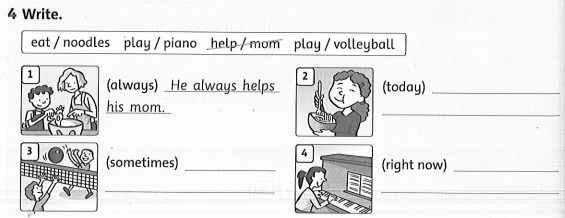 4 Write.
eat / noodles play / piano help / mom play / volleyball
1
(always) He always helps
his mom.
2
(today)
3
(sometimes)
4
(right now)